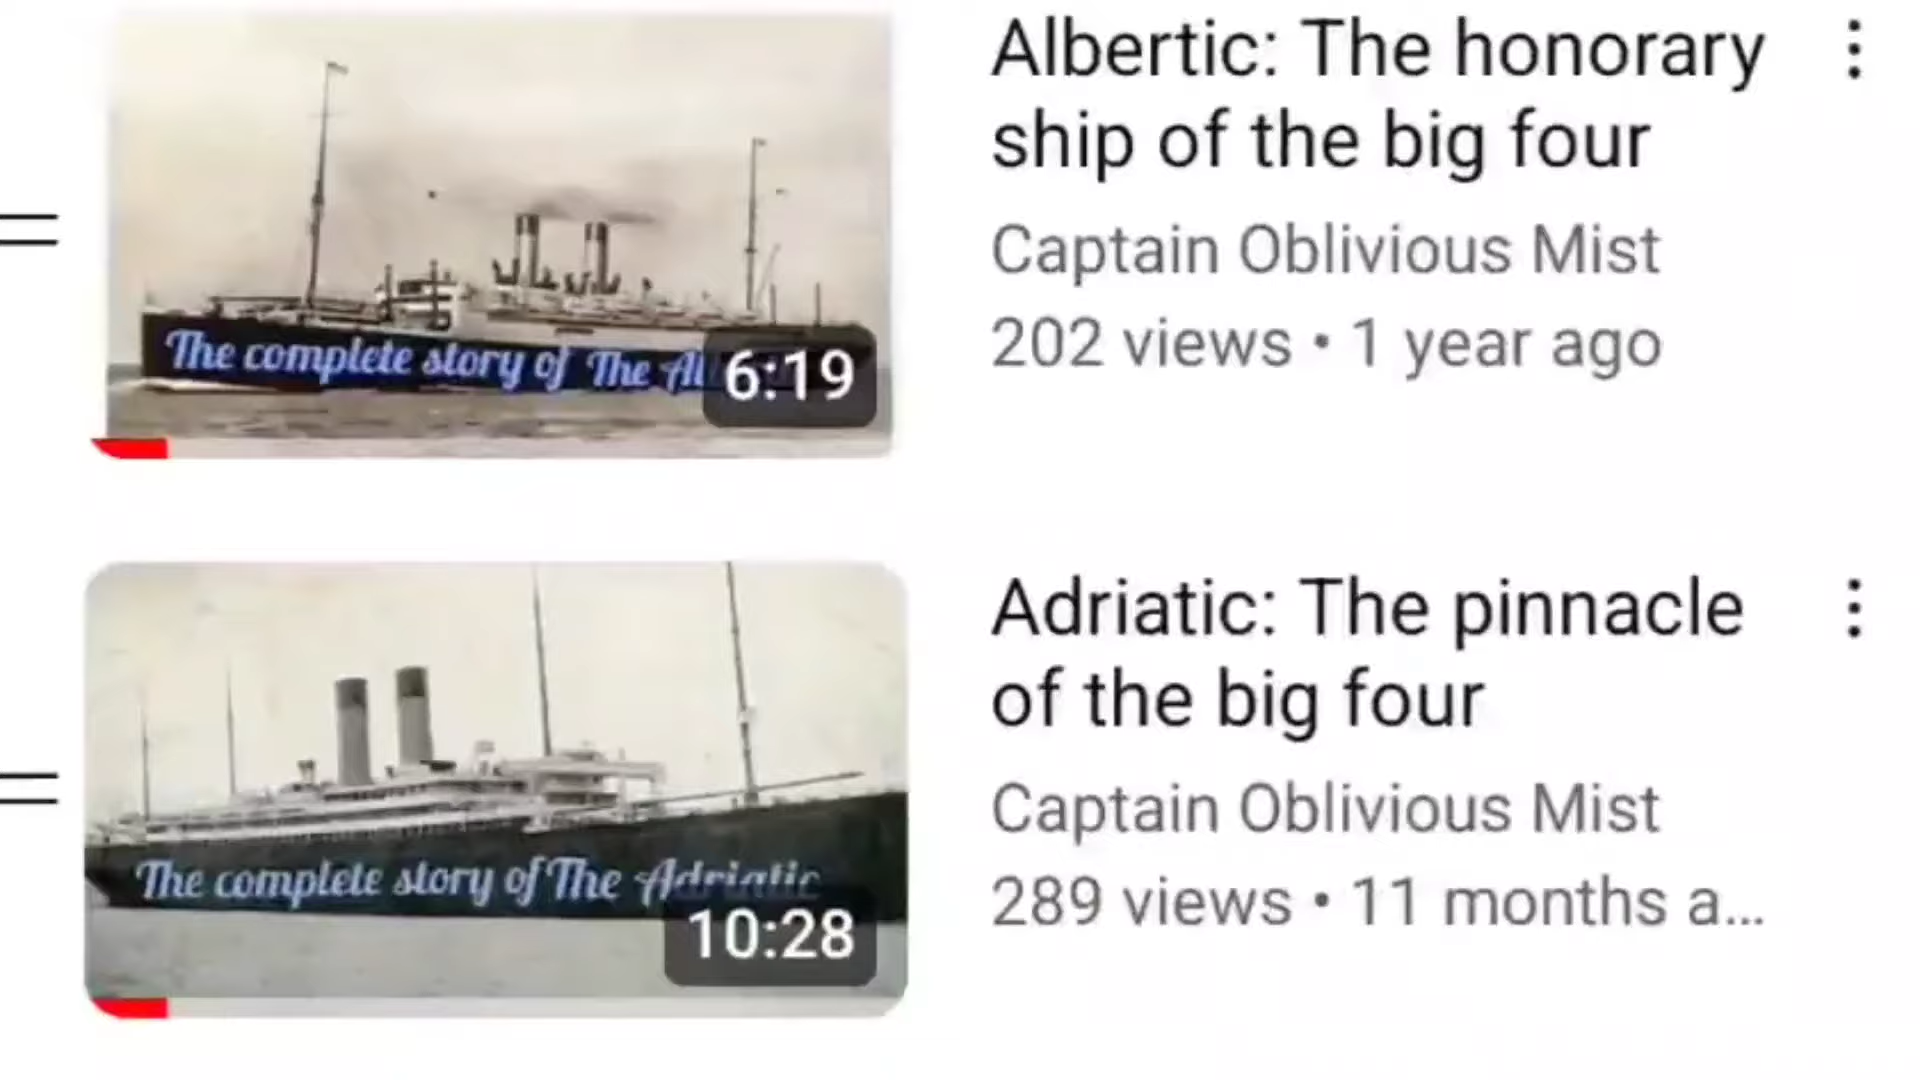 Albertic: The honorary
ship of the big four
Captain Oblivious Mist
202 views • 1 year ago
The complete story of The
6:19
Adriatic: The pinnacle
of the big four
Captain Oblivious Mist
289 views • 11 months a...
The complete story of The Adriatic
10:28